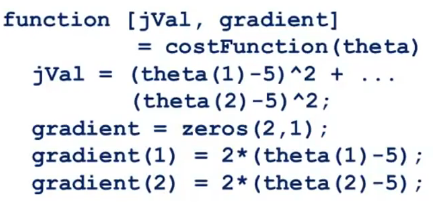 function [jVal, gradient]
= costFunction(theta)
jVal = (theta(1)-5)^2 + ...
(theta(2)-5)^2;
gradient = zeros(2,1);
gradient(1) = 2*(theta(1)-5);
gradient(2) = 2*(theta(2)-5);